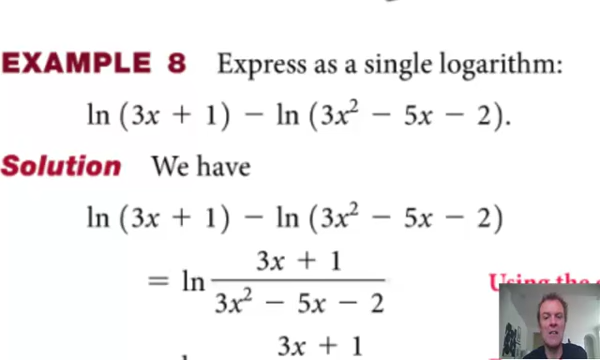 EXAMPLE 8 Express as a single logarithm:
ln (3x + 1) − ln (3x² − 5x − 2).
Solution We have
ln (3x + 1) − ln (3x² − 5x − 2)
= ln (3x + 1)/(3x² − 5x − 2)
Using the
3x + 1